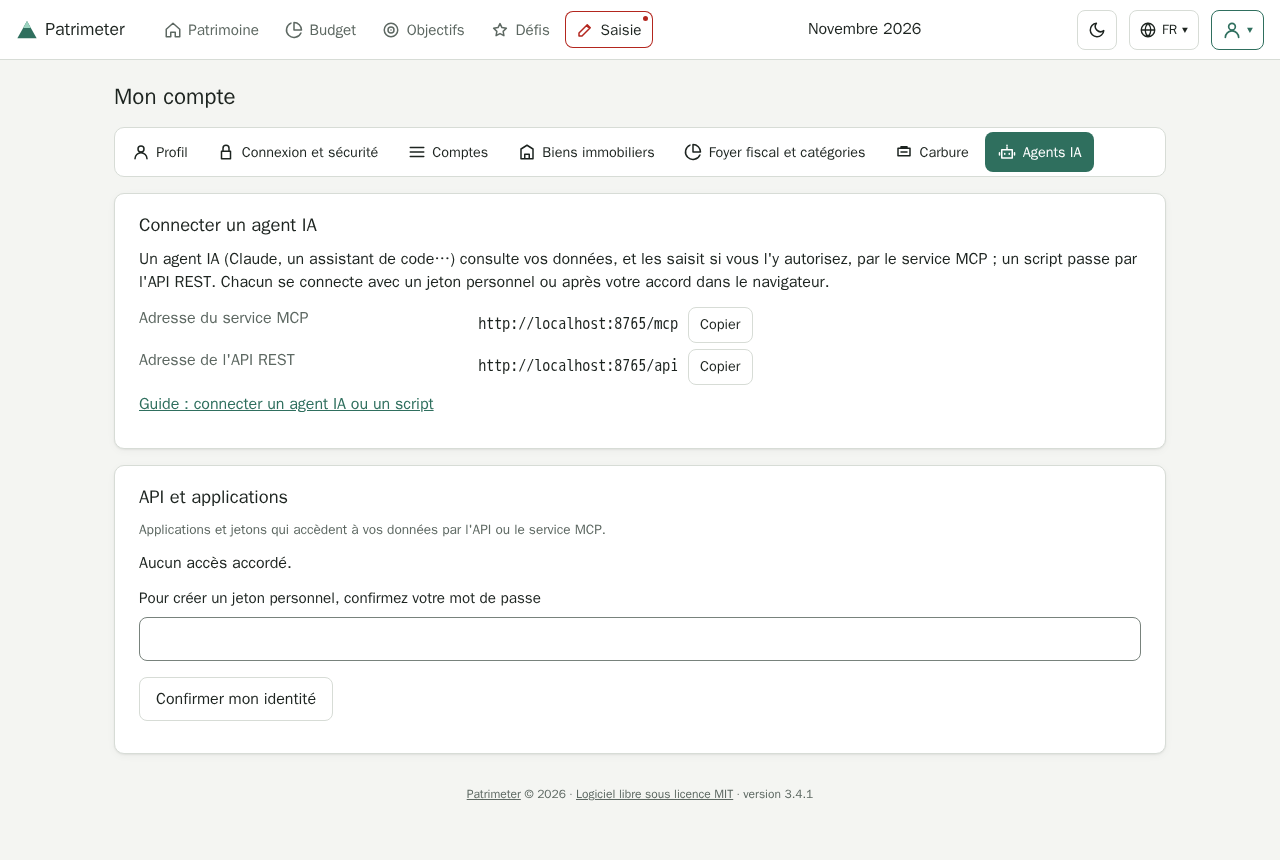 Patrimeter
Patrimoine
Budget
Objectifs
Défis
Saisie
Novembre 2026
FR
Mon compte
Profil
Connexion et sécurité
Comptes
Biens immobiliers
Foyer fiscal et catégories
Carbure
Agents IA
Connecter un agent IA
Un agent IA (Claude, un assistant de code…) consulte vos données, et les saisit si vous l'y autorisez, par le service MCP ; un script passe par
l'API REST. Chacun se connecte avec un jeton personnel ou après votre accord dans le navigateur.
Adresse du service MCP
http://localhost:8765/mcp
Copier
Adresse de l'API REST
http://localhost:8765/api
Copier
Guide : connecter un agent IA ou un script
API et applications
Applications et jetons qui accèdent à vos données par l'API ou le service MCP.
Aucun accès accordé.
Pour créer un jeton personnel, confirmez votre mot de passe
Confirmer mon identité
Patrimeter © 2026 · Logiciel libre sous licence MIT · version 3.4.1